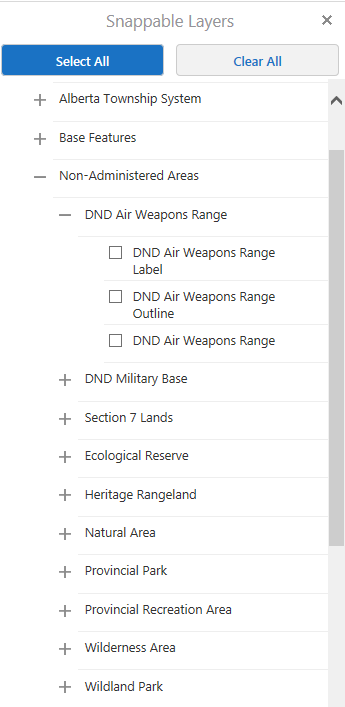 Snappable Layers
Select All
Clear All
Alberta Township System
Base Features
Non-Administered Areas
DND Air Weapons Range
DND Air Weapons Range
Label
DND Air Weapons Range
Outline
DND Air Weapons Range
DND Military Base
Section 7 Lands
Ecological Reserve
Heritage Rangeland
Natural Area
Provincial Park
Provincial Recreation Area
Wilderness Area
Wildland Park